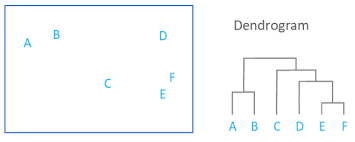 Dendrogram
A B D
C F
E
A B C D E F